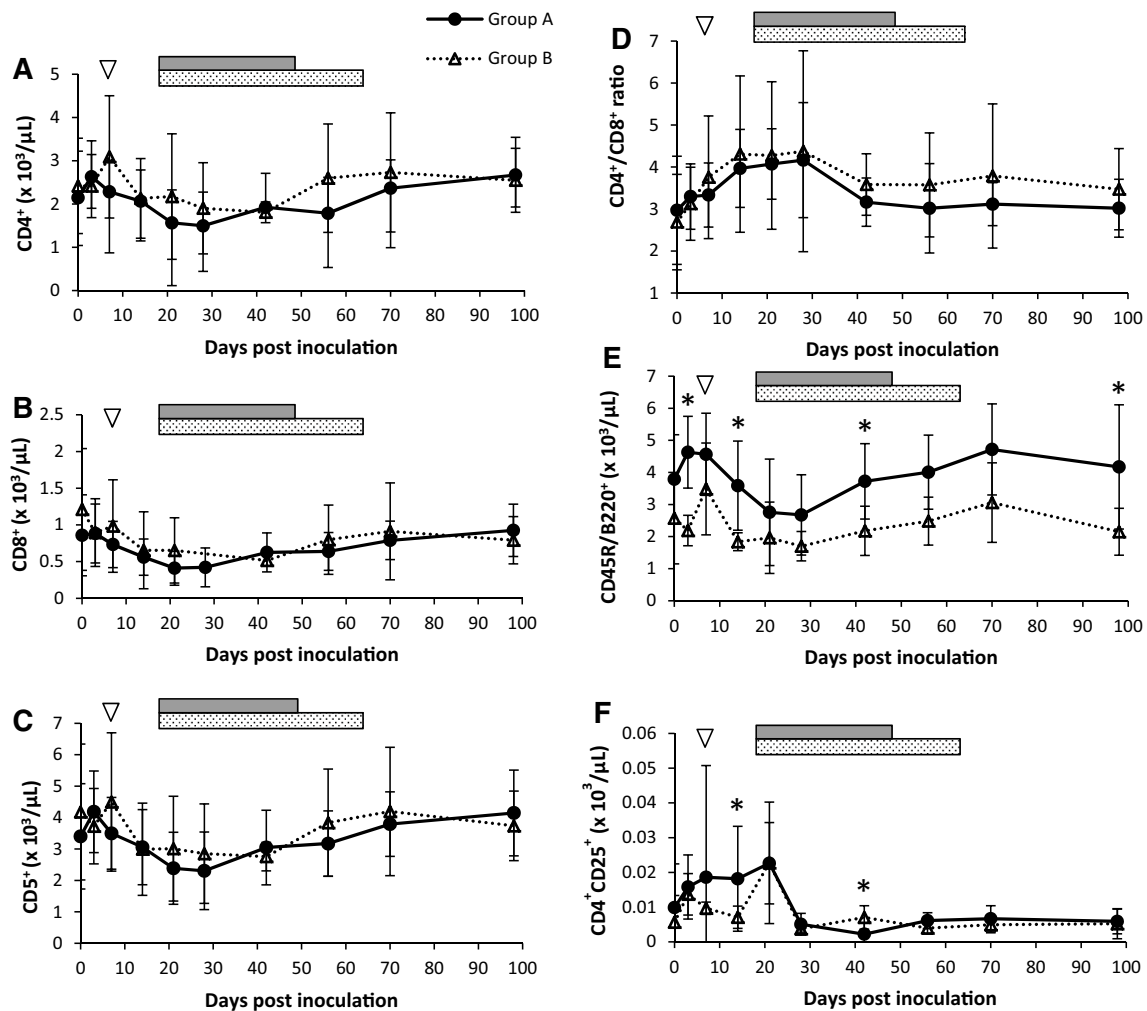 Group A
Group B
A
CD4⁺ (x 10³/µL)
5
4
3
2
1
0
0 10 20 30 40 50 60 70 80 90 100
Days post inoculation
B
CD8⁺ (x 10³/µL)
2.5
2
1.5
1
0.5
0
0 10 20 30 40 50 60 70 80 90 100
Days post inoculation
C
CD5⁺ (x 10³/µL)
7
6
5
4
3
2
1
0
0 10 20 30 40 50 60 70 80 90 100
Days post inoculation
D
CD4⁺/CD8⁺ ratio
7
6
5
4
3
2
1
0 10 20 30 40 50 60 70 80 90 100
Days post inoculation
E
CD45R/B220⁺ (x 10³/µL)
7
6
5
4
3
2
1
0
* * * *
0 10 20 30 40 50 60 70 80 90 100
Days post inoculation
F
CD4⁺CD25⁺ (x 10³/µL)
0.06
0.05
0.04
0.03
0.02
0.01
0
* *
0 10 20 30 40 50 60 70 80 90 100
Days post inoculation